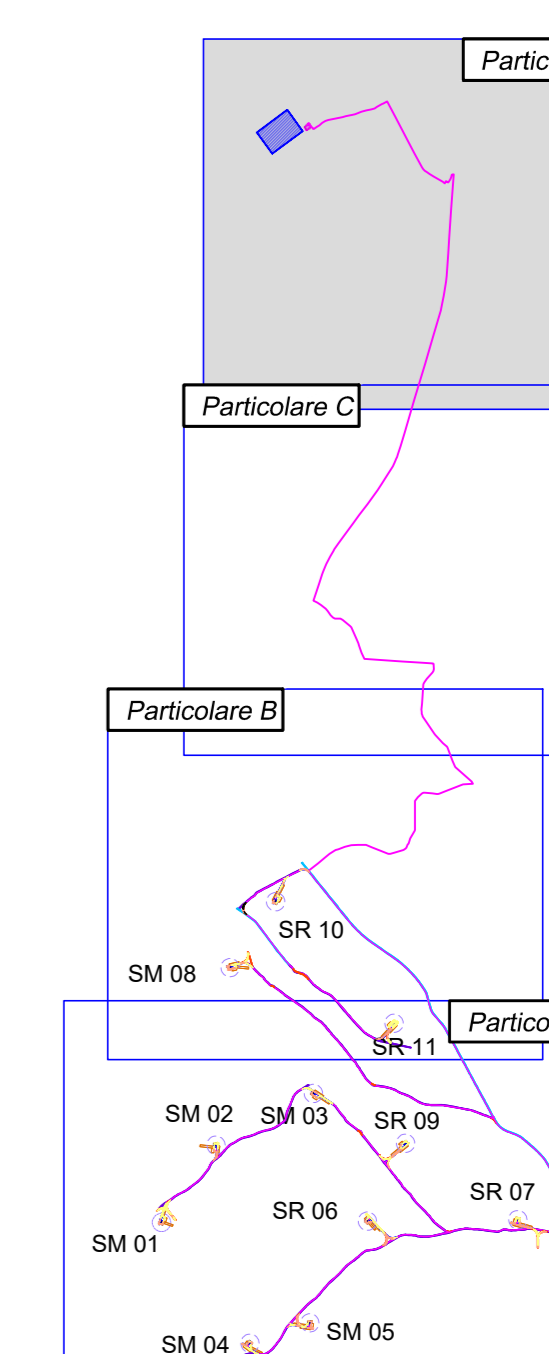 Partic
Particolare C
Particolare B
SR 10
SM 08
Partico
SR 11
SM 02
SM 03
SR 09
SR 07
SR 06
SM 01
SM 05
SM 04